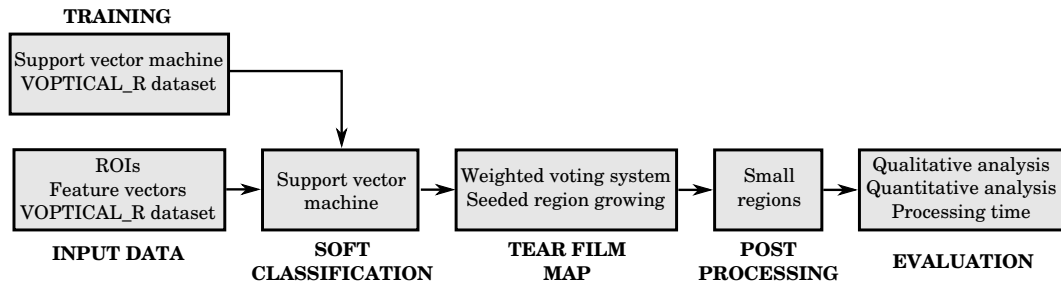 TRAINING
Support vector machine
VOPTICAL_R dataset
ROIs
Feature vectors
VOPTICAL_R dataset
INPUT DATA
Support vector
machine
SOFT
CLASSIFICATION
Weighted voting system
Seeded region growing
TEAR FILM
MAP
Small
regions
POST
PROCESSING
Qualitative analysis
Quantitative analysis
Processing time
EVALUATION